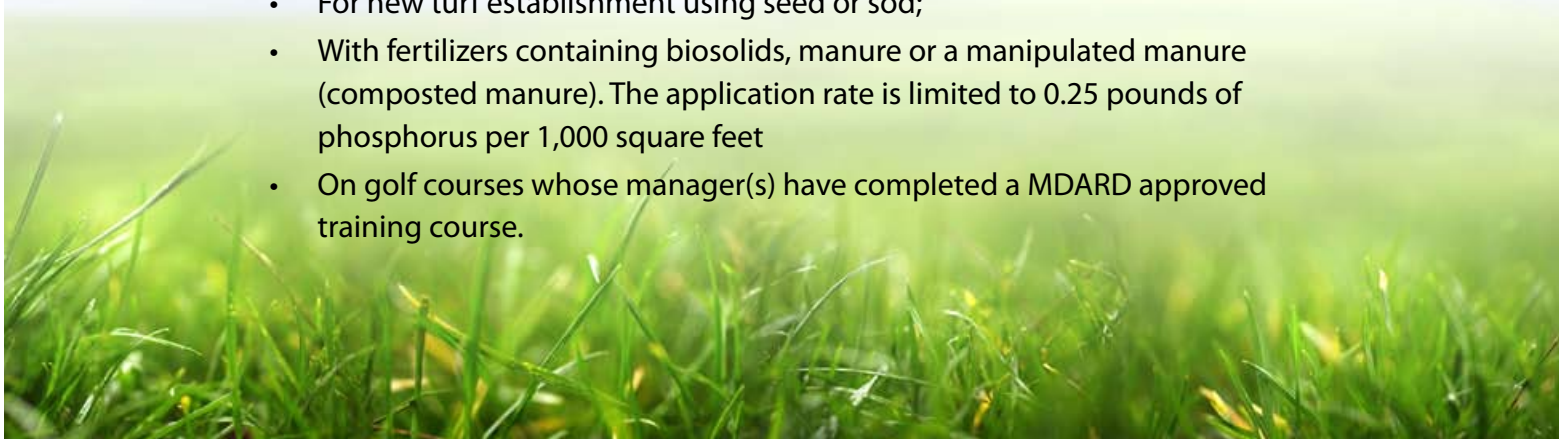 • For new turf establishment using seed or sod;
• With fertilizers containing biosolids, manure or a manipulated manure
(composted manure). The application rate is limited to 0.25 pounds of
phosphorus per 1,000 square feet
• On golf courses whose manager(s) have completed a MDARD approved
training course.